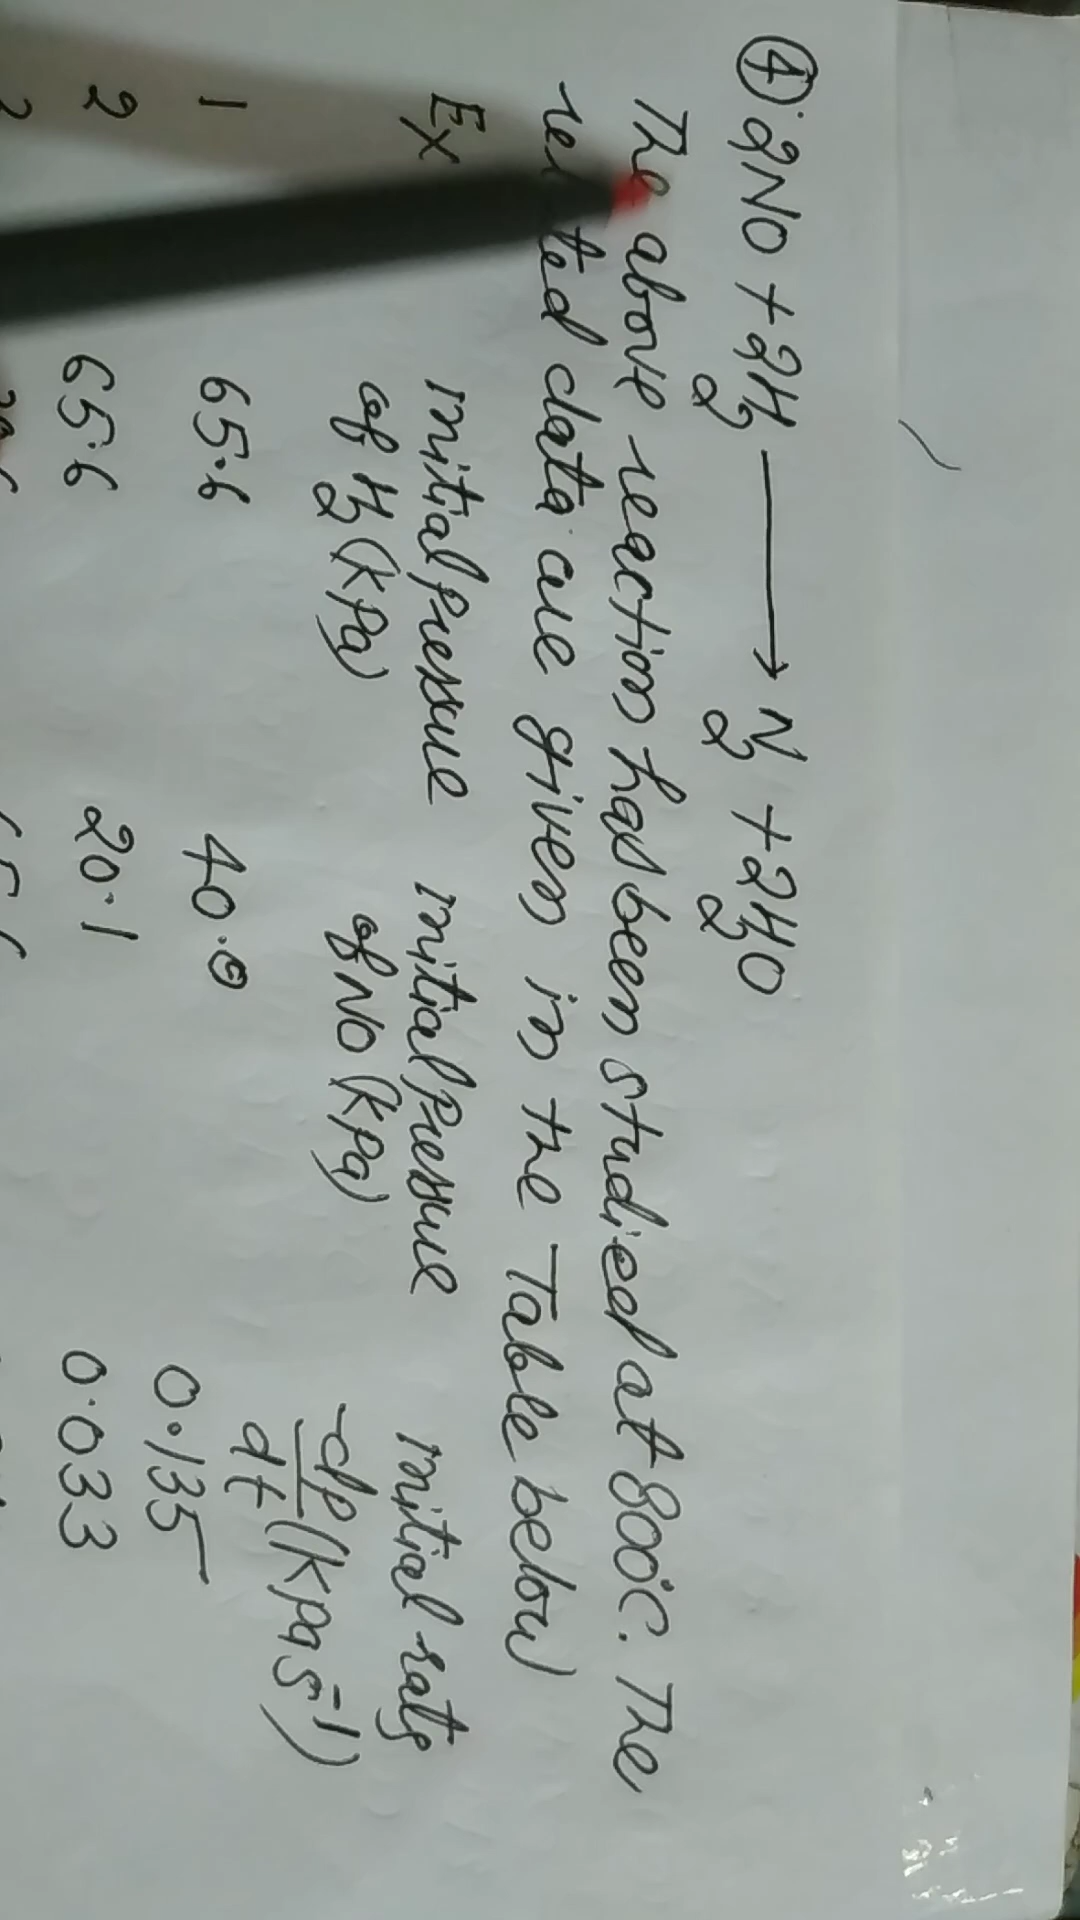 ④. 2NO + 2H2 ⟶ N2 + 2H2O
The above reaction has been studied at 800°C. The
related data are given in the Table below
Ex initial pressure initial pressure initial rate
of H2 (kPa) of NO (kPa) -dp/dt (kPa s-1)
1 65.6 40.0 0.135
2 65.6 20.1 0.033